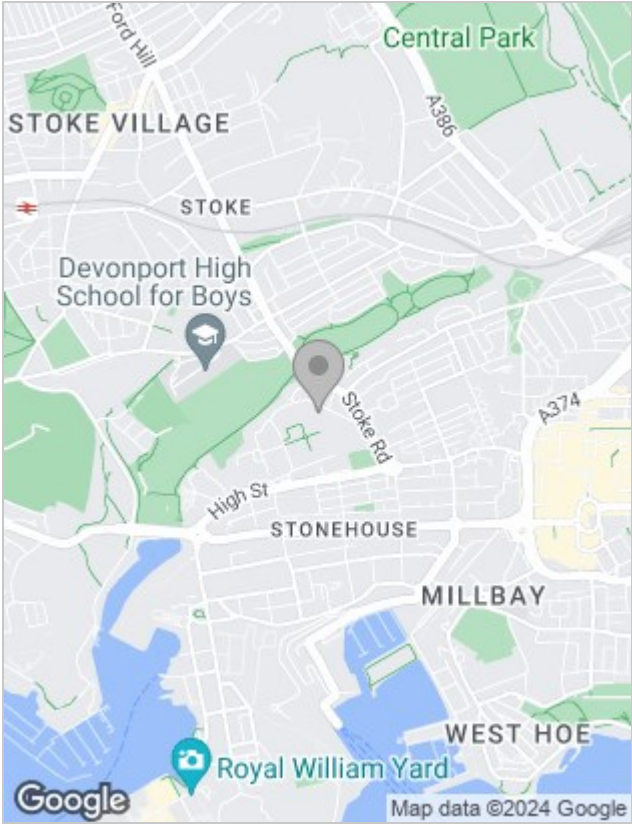 Ford Hill
Central Park
A386
STOKE VILLAGE
STOKE
Devonport High
School for Boys
Stoke Rd
A374
High St
STONEHOUSE
MILLBAY
WEST HOE
Royal William Yard
Google
Map data ©2024 Google